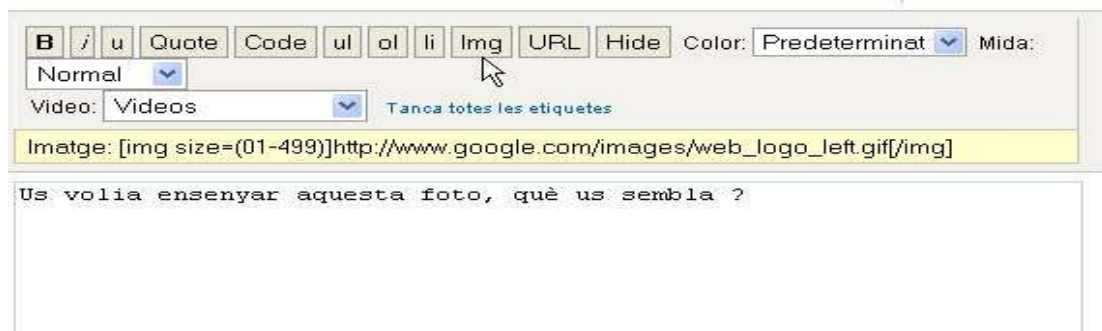 B i u Quote Code ul ol li Img URL Hide Color: Predeterminat Mida:
Normal
Video: Videos Tanca totes les etiquetes
Imatge: [img size=(01-499)]http://www.google.com/images/web_logo_left.gif[/img]
Us volia ensenyar aquesta foto, què us sembla ?